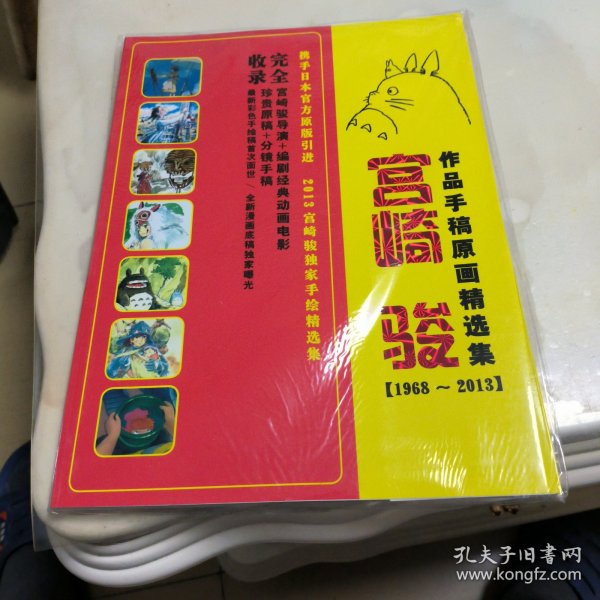 宫崎骏
作品手稿原画精选集
【1968～2013】
携手日本官方原版引进 2013宫崎骏独家手绘精选集
完全收录
宫崎骏导演+编剧经典动画电影
珍贵原稿+分镜手稿
最新彩色手绘稿首次面世/全新漫画底稿独家曝光
孔夫子旧书网
www.kongfz.com